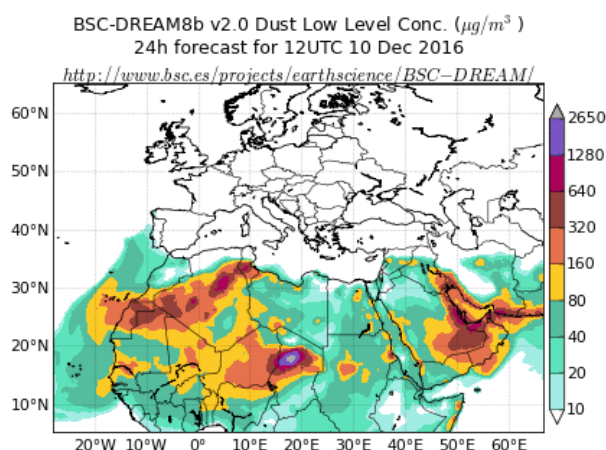 BSC-DREAM8b v2.0 Dust Low Level Conc. (μg/m³ )
24h forecast for 12UTC 10 Dec 2016
http://www.bsc.es/projects/earthscience/BSC−DREAM/
60°N
50°N
40°N
30°N
20°N
10°N
20°W 10°W 0° 10°E 20°E 30°E 40°E 50°E 60°E
2650
1280
640
320
160
80
40
20
10